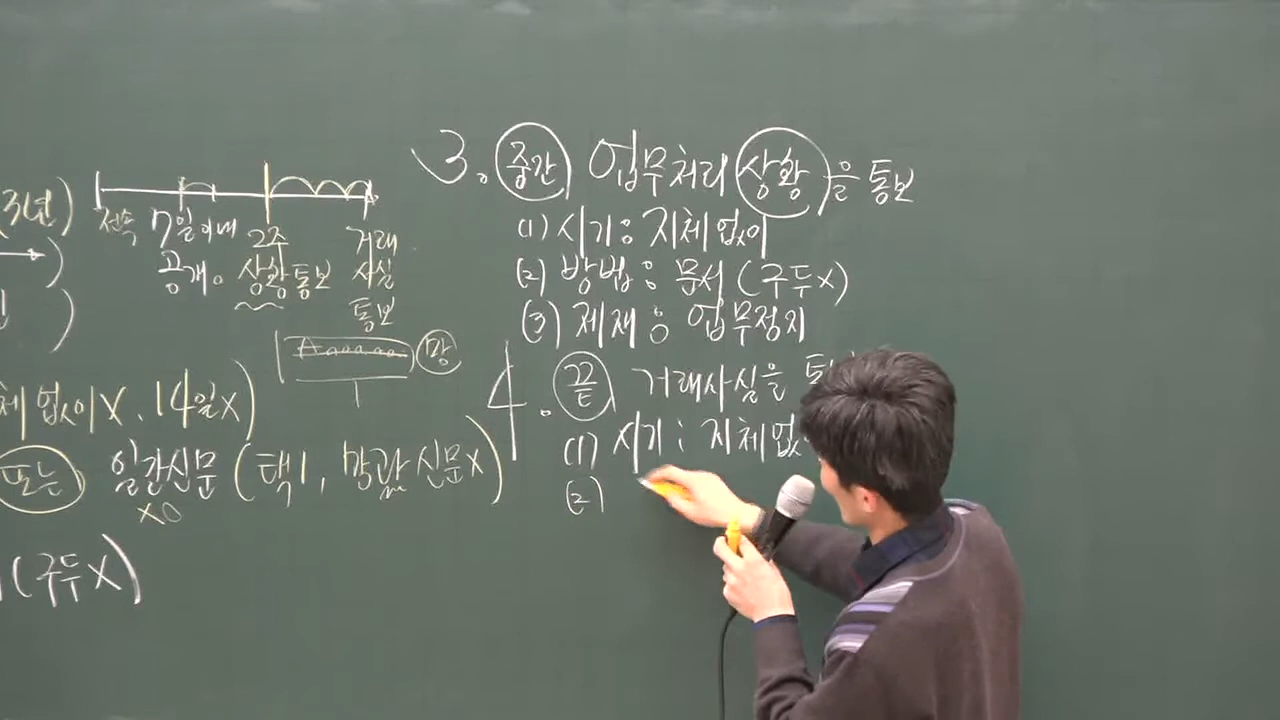 3년)
전속 7일이내 2주 거래
공개. 상황통보 사실
통보
망
체없이X, 14일X)
또는 일간신문 (택1, 방관신문X)
X
(구두X)
3. 중간 업무처리 상황을 통보
(1) 시기: 지체없이
(2) 방법: 문서 (구두X)
(3) 제재: 업무정지
4. 끝 거래사실을 통
(1) 시기: 지체없
(2)